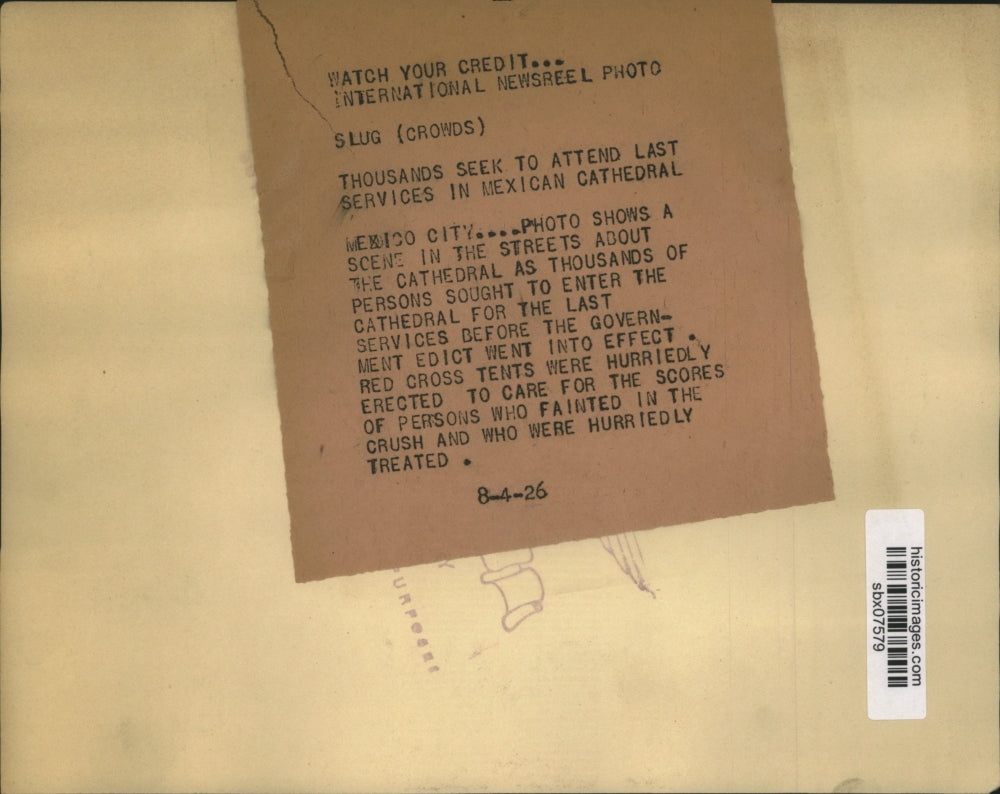 WATCH YOUR CREDIT...
INTERNATIONAL NEWSREEL PHOTO
SLUG (CROWDS)
THOUSANDS SEEK TO ATTEND LAST
SERVICES IN MEXICAN CATHEDRAL
MEXICO CITY....PHOTO SHOWS A
SCENE IN THE STREETS ABOUT
THE CATHEDRAL AS THOUSANDS OF
PERSONS SOUGHT TO ENTER THE
CATHEDRAL FOR THE LAST
SERVICES BEFORE THE GOVERN-
MENT EDICT WENT INTO EFFECT .
RED CROSS TENTS WERE HURRIEDLY
ERECTED TO CARE FOR THE SCORES
OF PERSONS WHO FAINTED IN THE
CRUSH AND WHO WERE HURRIEDLY
TREATED .
8-4-26
historicimages.com
sbx07579